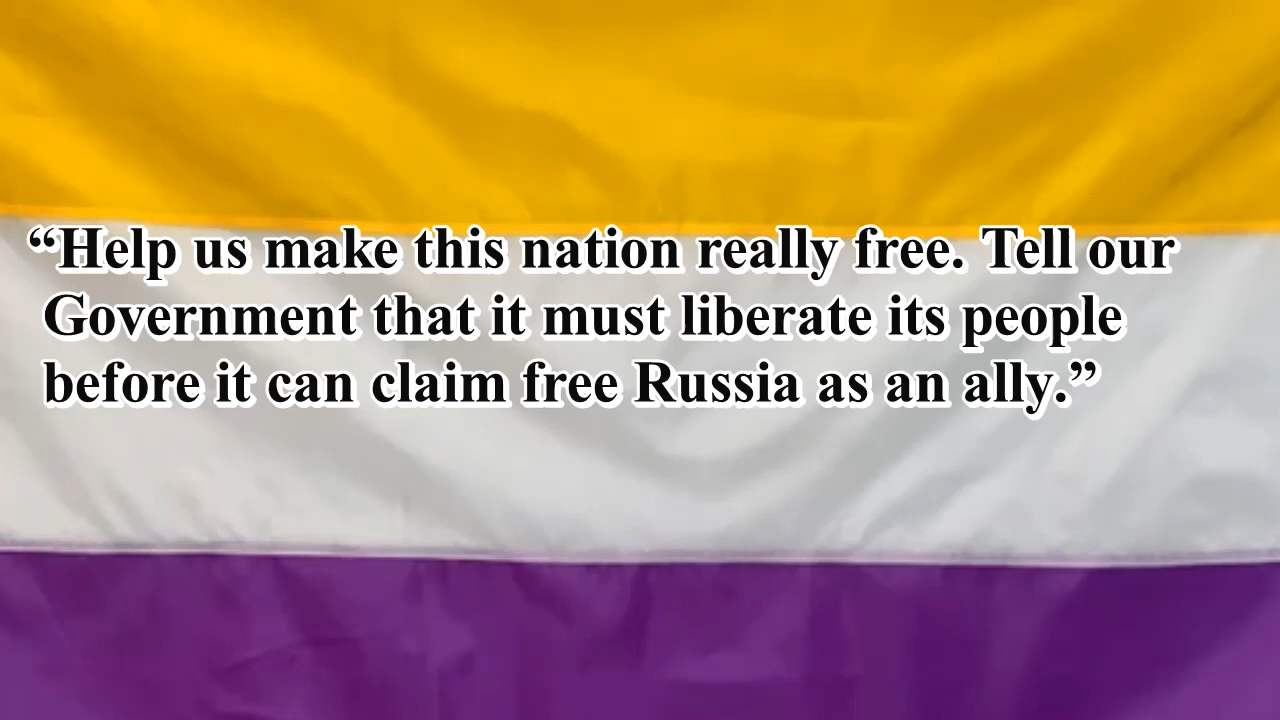 “Help us make this nation really free. Tell our
Government that it must liberate its people
before it can claim free Russia as an ally.”